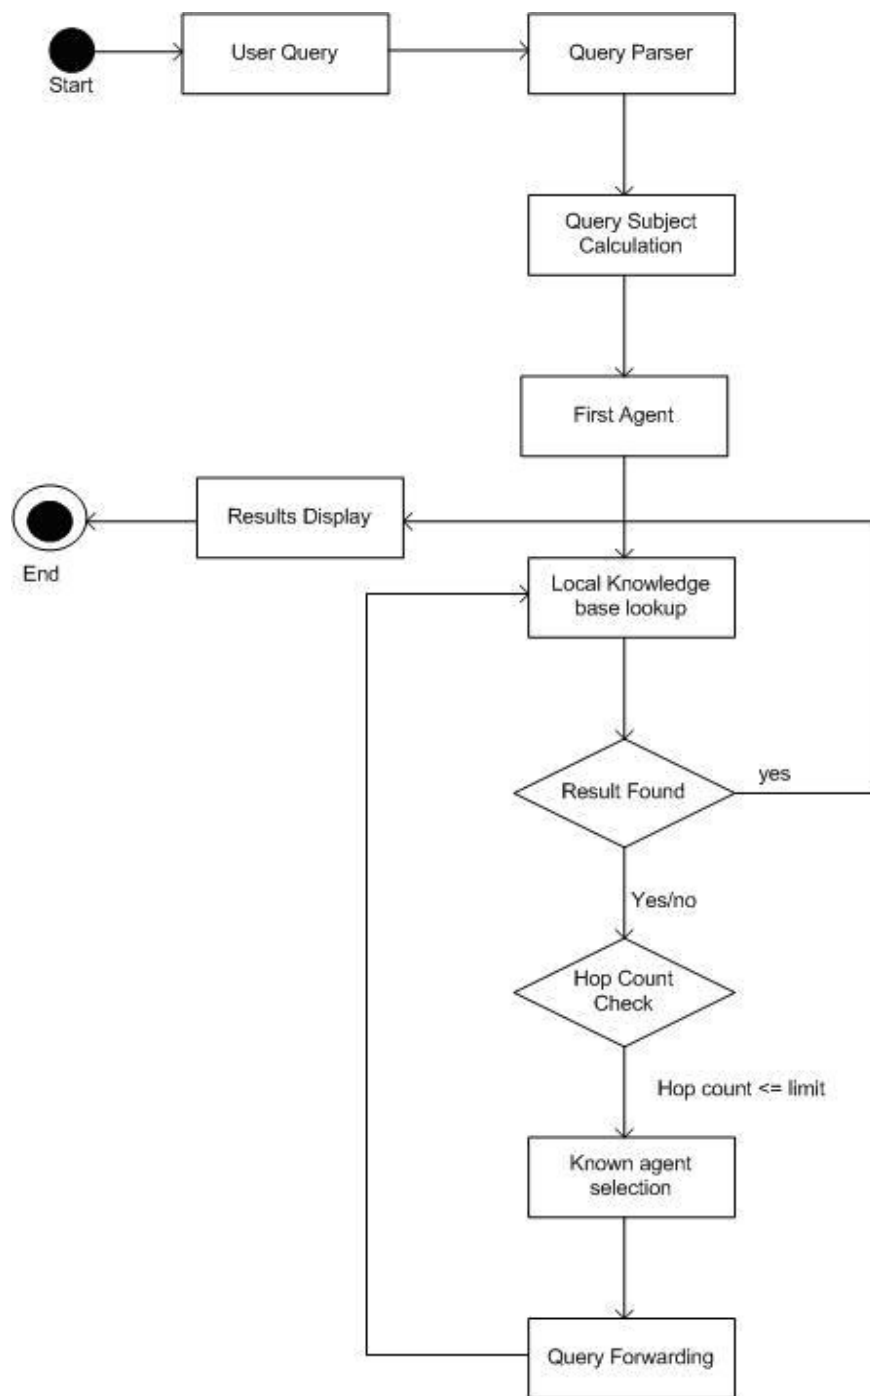 User Query
Query Parser
Start
Query Subject
Calculation
First Agent
Results Display
End
Local Knowledge
base lookup
Result Found
yes
Yes/no
Hop Count
Check
Hop count <= limit
Known agent
selection
Query Forwarding